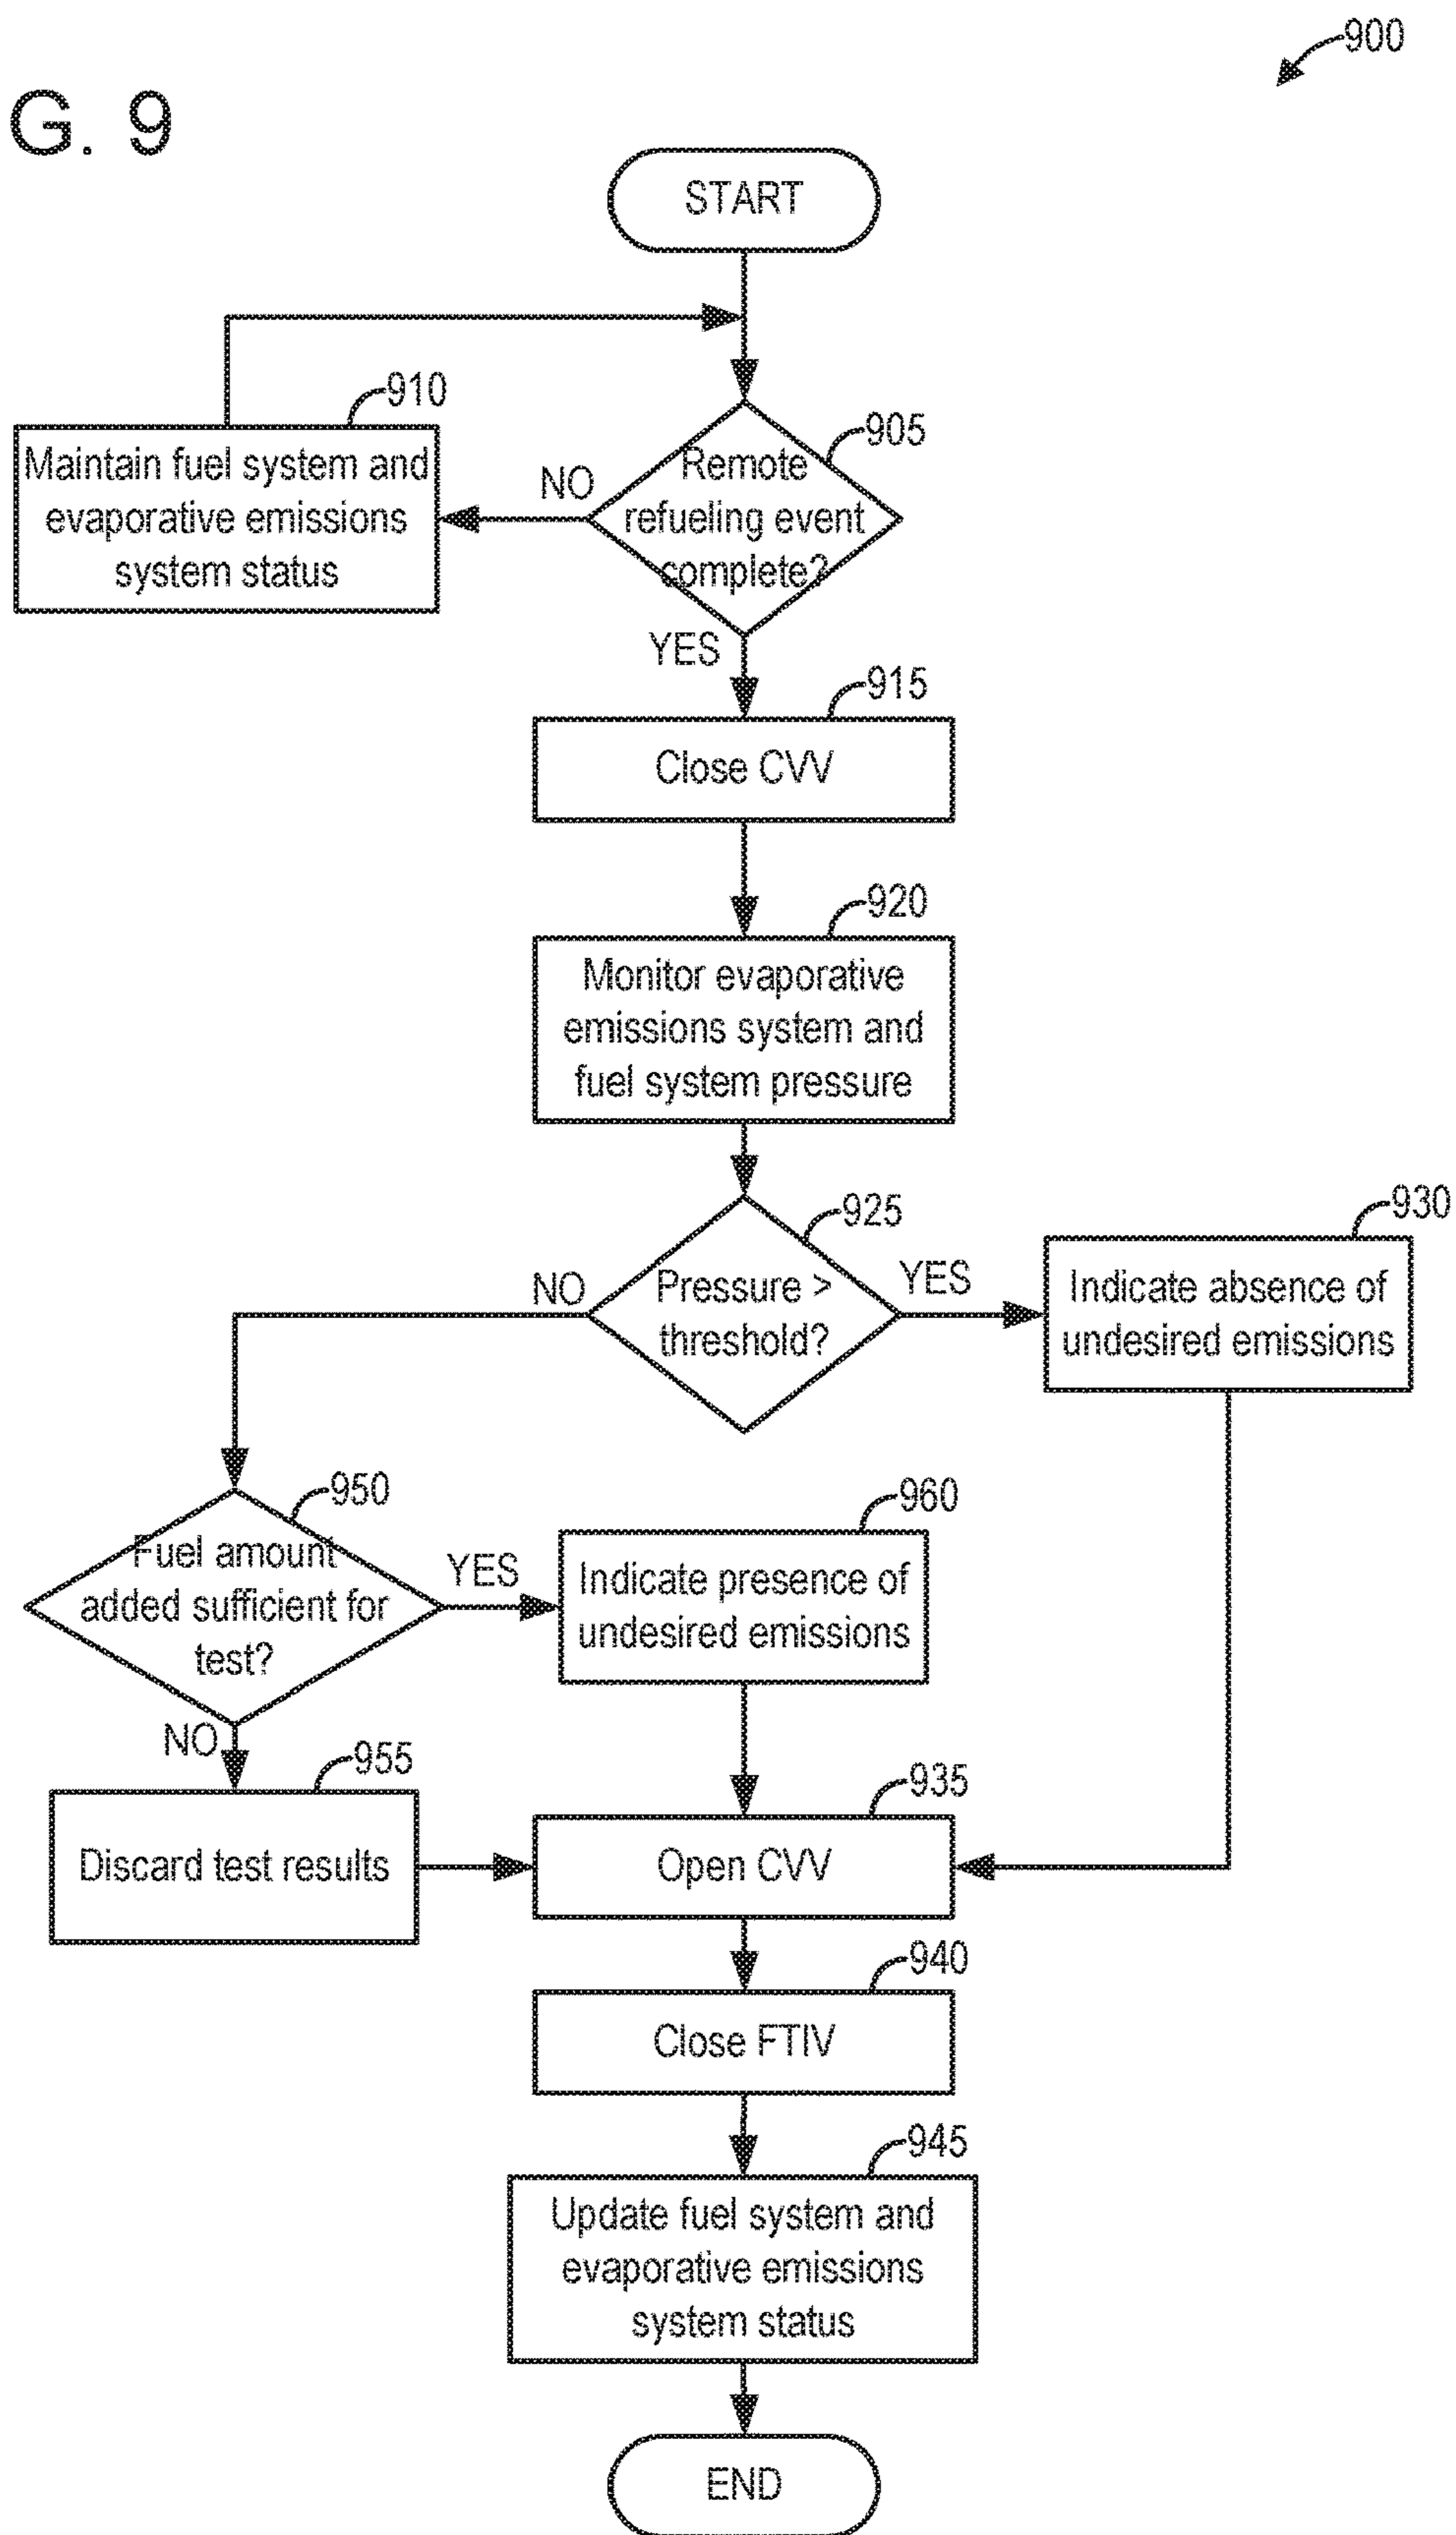 900
G. 9
START
910
905
Maintain fuel system and
evaporative emissions
system status
NO
Remote
refueling event
complete?
YES
915
Close CVV
920
Monitor evaporative
emissions system and
fuel system pressure
925
930
NO
Pressure >
threshold?
YES
Indicate absence of
undesired emissions
950
960
Fuel amount
added sufficient for
test?
YES
Indicate presence of
undesired emissions
NO
955
935
Discard test results
Open CVV
940
Close FTIV
945
Update fuel system and
evaporative emissions
system status
END